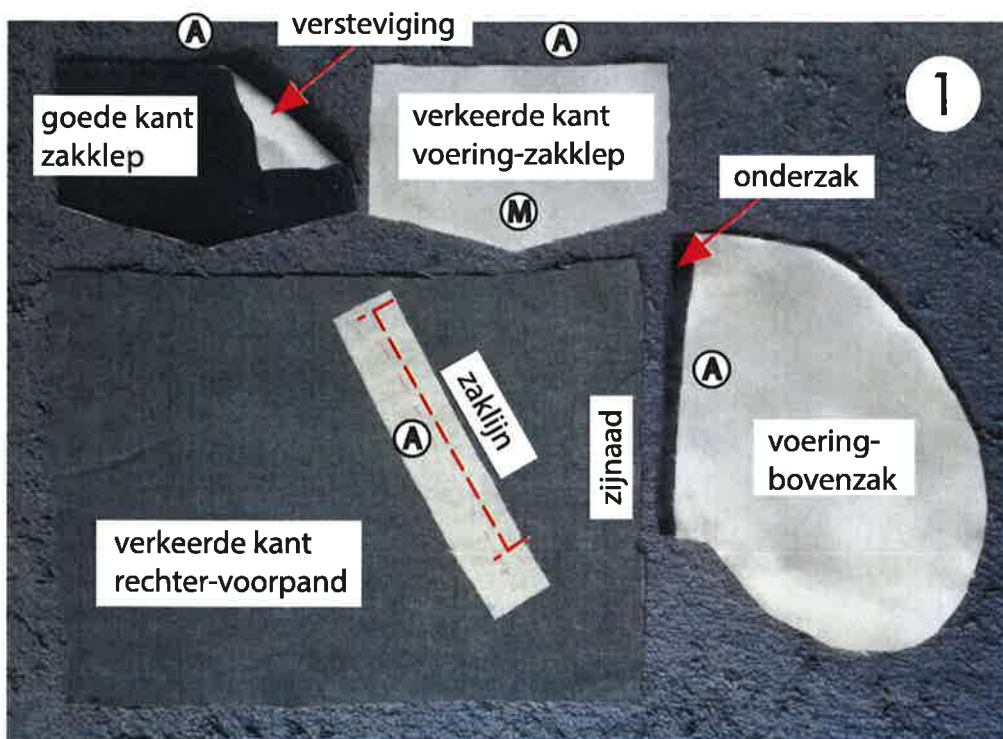 A
versteviging
A
1
goede kant
zakklep
verkeerde kant
voering-zakklep
M
onderzak
zaklijn
A
zijnaad
A
voering-
bovenzak
verkeerde kant
rechter-voorpand